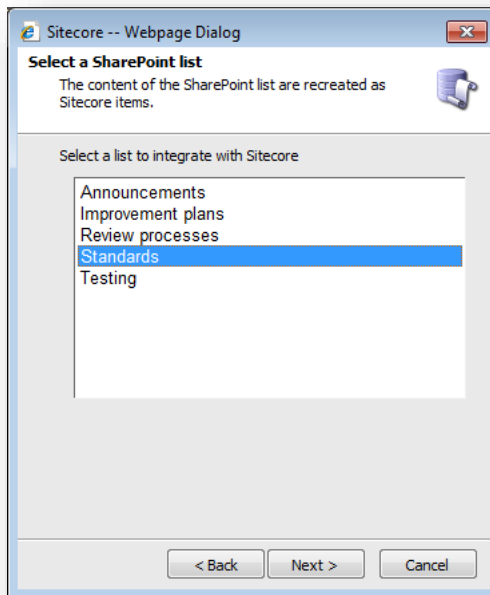 Sitecore -- Webpage Dialog
Select a SharePoint list
The content of the SharePoint list are recreated as
Sitecore items.
Select a list to integrate with Sitecore
Announcements
Improvement plans
Review processes
Standards
Testing
< Back
Next >
Cancel